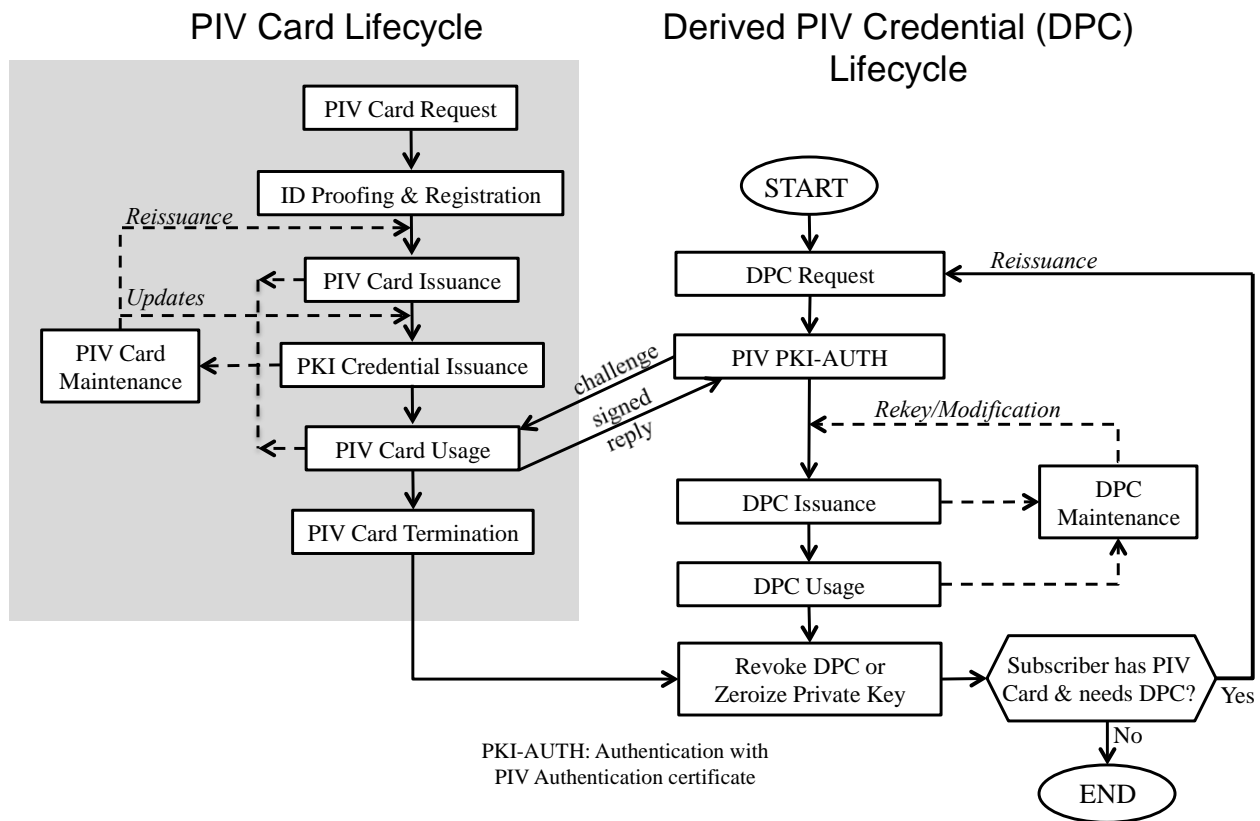 PIV Card Lifecycle
Derived PIV Credential (DPC)
Lifecycle
PIV Card Request
ID Proofing & Registration
Reissuance
PIV Card Issuance
Updates
PIV Card
Maintenance
PKI Credential Issuance
PIV Card Usage
PIV Card Termination
challenge
signed
reply
START
DPC Request
Reissuance
PIV PKI-AUTH
Rekey/Modification
DPC Issuance
DPC
Maintenance
DPC Usage
Revoke DPC or
Zeroize Private Key
Subscriber has PIV
Card & needs DPC?
Yes
No
END
PKI-AUTH: Authentication with
PIV Authentication certificate